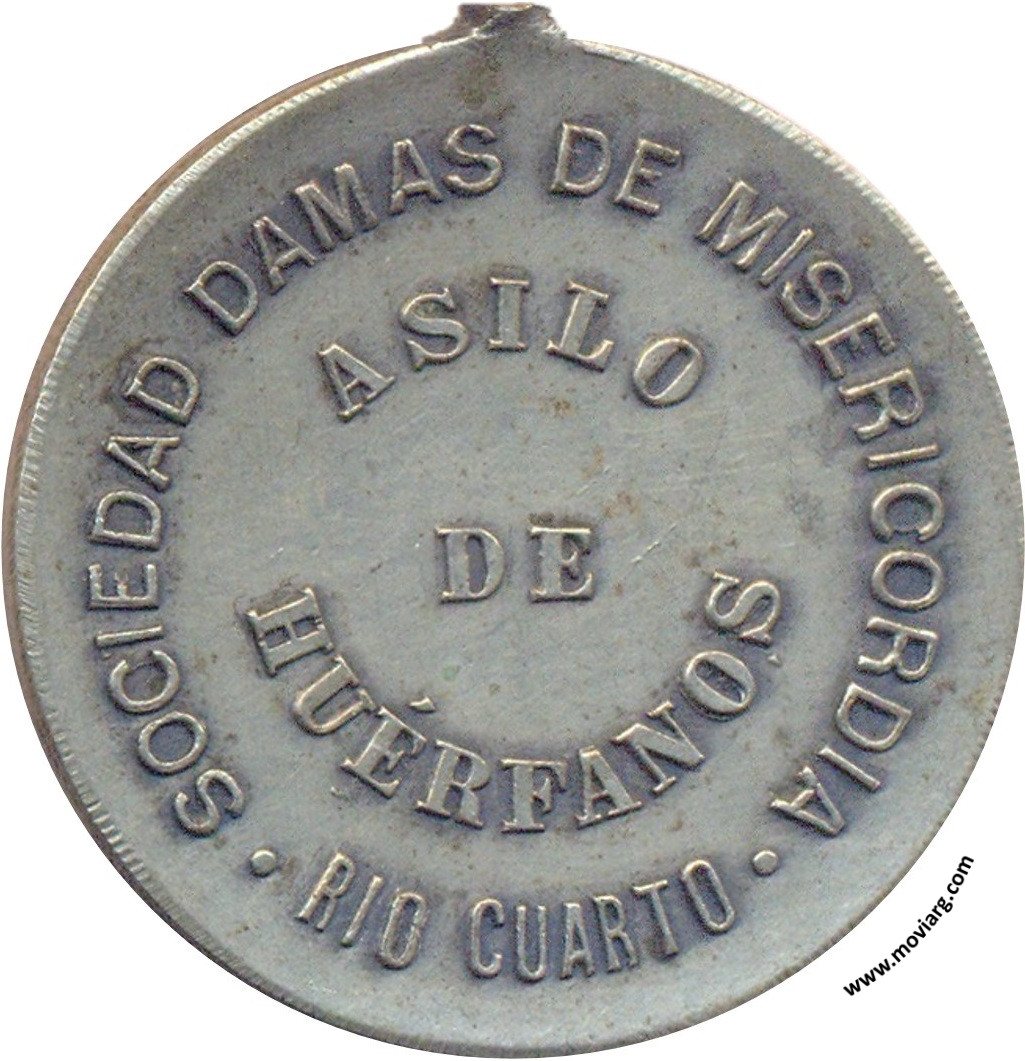 SOCIEDAD DAMAS DE MISERICORDIA
ASILO
DE
HUÉRFANOS
• RIO CUARTO •
www.moviarg.com